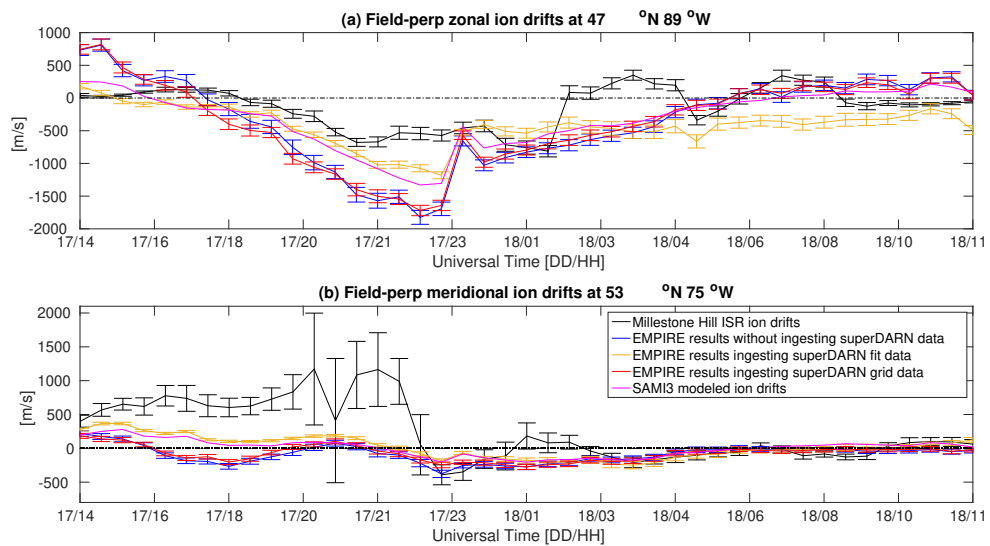 (a) Field-perp zonal ion drifts at 47 °N 89 °W
1000
500
0
-500
-1000
-1500
-2000
[m/s]
17/14 17/16 17/18 17/20 17/21 17/23 18/01 18/03 18/04 18/06 18/08 18/10 18/11
Universal Time [DD/HH]
(b) Field-perp meridional ion drifts at 53 °N 75 °W
2000
1500
1000
500
0
-500
[m/s]
Millestone Hill ISR ion drifts
EMPIRE results without ingesting superDARN data
EMPIRE results ingesting superDARN fit data
EMPIRE results ingesting superDARN grid data
SAMI3 modeled ion drifts
17/14 17/16 17/18 17/20 17/21 17/23 18/01 18/03 18/04 18/06 18/08 18/10 18/11
Universal Time [DD/HH]